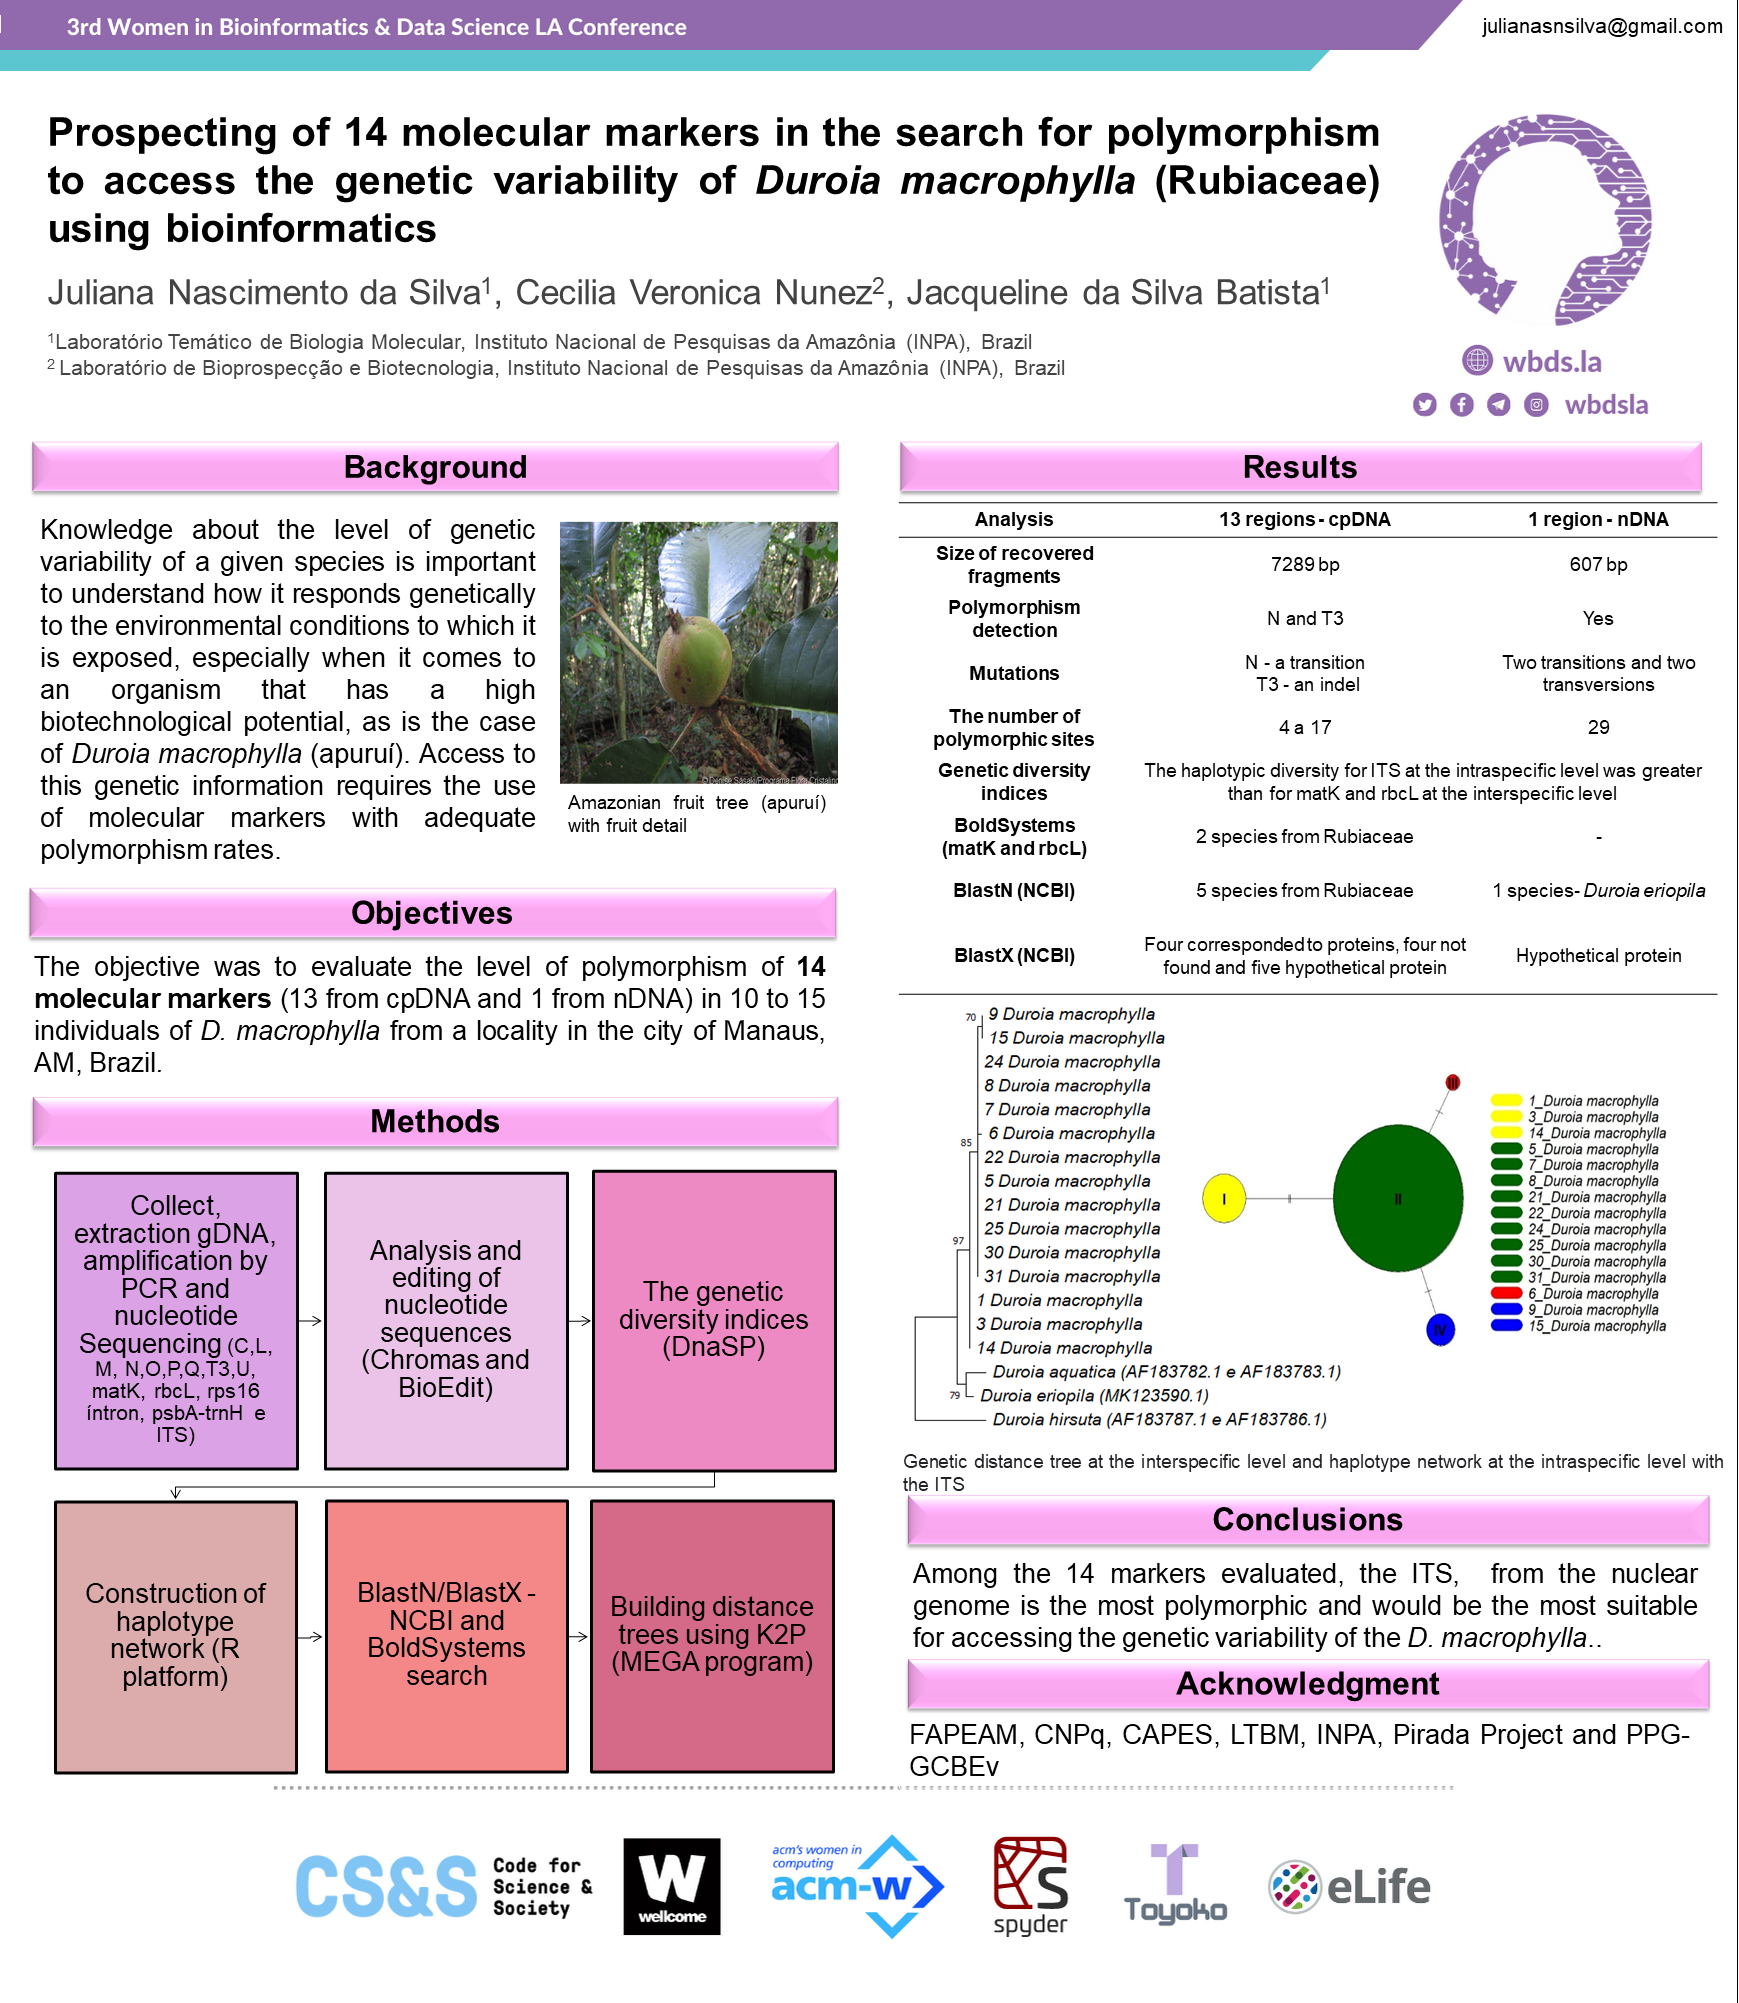 3rd Women in Bioinformatics & Data Science LA Conference
julianasnsilva@gmail.com
Prospecting of 14 molecular markers in the search for polymorphism
to access the genetic variability of Duroia macrophylla (Rubiaceae)
using bioinformatics
Juliana Nascimento da Silva1, Cecilia Veronica Nunez2, Jacqueline da Silva Batista1
1Laboratório Temático de Biologia Molecular, Instituto Nacional de Pesquisas da Amazônia (INPA), Brazil
2 Laboratório de Bioprospecção e Biotecnologia, Instituto Nacional de Pesquisas da Amazônia (INPA), Brazil
wbds.la
wbdsla
Background
Knowledge about the level of genetic
variability of a given species is important
to understand how it responds genetically
to the environmental conditions to which it
is exposed, especially when it comes to
an organism that has a high
biotechnological potential, as is the case
of Duroia macrophylla (apuruí). Access to
this genetic information requires the use
of molecular markers with adequate
polymorphism rates.
© Denise Sasaki/Programa Flora Cristalino
Amazonian fruit tree (apuruí)
with fruit detail
Objectives
The objective was to evaluate the level of polymorphism of 14
molecular markers (13 from cpDNA and 1 from nDNA) in 10 to 15
individuals of D. macrophylla from a locality in the city of Manaus,
AM, Brazil.
Methods
Collect,
extraction gDNA,
amplification by
PCR and
nucleotide
Sequencing (C,L,
M, N,O,P,Q,T3,U,
matK, rbcL, rps16
íntron, psbA-trnH e
ITS)
Analysis and
editing of
nucleotide
sequences
(Chromas and
BioEdit)
The genetic
diversity indices
(DnaSP)
Construction of
haplotype
network (R
platform)
BlastN/BlastX -
NCBI and
BoldSystems
search
Building distance
trees using K2P
(MEGA program)
Results
Analysis 13 regions - cpDNA 1 region - nDNA
Size of recovered
fragments
7289 bp 607 bp
Polymorphism
detection
N and T3 Yes
Mutations
N - a transition
T3 - an indel
Two transitions and two
transversions
The number of
polymorphic sites
4 a 17 29
Genetic diversity
indices
The haplotypic diversity for ITS at the intraspecific level was greater
than for matK and rbcL at the interspecific level
BoldSystems
(matK and rbcL)
2 species from Rubiaceae -
BlastN (NCBI) 5 species from Rubiaceae 1 species- Duroia eriopila
BlastX (NCBI)
Four corresponded to proteins, four not
found and five hypothetical protein
Hypothetical protein
70
85
97
79
9 Duroia macrophylla
15 Duroia macrophylla
24 Duroia macrophylla
8 Duroia macrophylla
7 Duroia macrophylla
6 Duroia macrophylla
22 Duroia macrophylla
5 Duroia macrophylla
21 Duroia macrophylla
25 Duroia macrophylla
30 Duroia macrophylla
31 Duroia macrophylla
1 Duroia macrophylla
3 Duroia macrophylla
14 Duroia macrophylla
Duroia aquatica (AF183782.1 e AF183783.1)
Duroia eriopila (MK123590.1)
Duroia hirsuta (AF183787.1 e AF183786.1)
I
II
III
IV
1_Duroia macrophylla
3_Duroia macrophylla
14_Duroia macrophylla
5_Duroia macrophylla
7_Duroia macrophylla
8_Duroia macrophylla
21_Duroia macrophylla
22_Duroia macrophylla
24_Duroia macrophylla
25_Duroia macrophylla
30_Duroia macrophylla
31_Duroia macrophylla
6_Duroia macrophylla
9_Duroia macrophylla
15_Duroia macrophylla
Genetic distance tree at the interspecific level and haplotype network at the intraspecific level with
the ITS
Conclusions
Among the 14 markers evaluated, the ITS, from the nuclear
genome is the most polymorphic and would be the most suitable
for accessing the genetic variability of the D. macrophylla..
Acknowledgment
FAPEAM, CNPq, CAPES, LTBM, INPA, Pirada Project and PPG-
GCBEv
CS&S
Code for
Science &
Society
W
wellcome
acm's women in
computing
acm-w
S
spyder
T
Toyoko
eLife